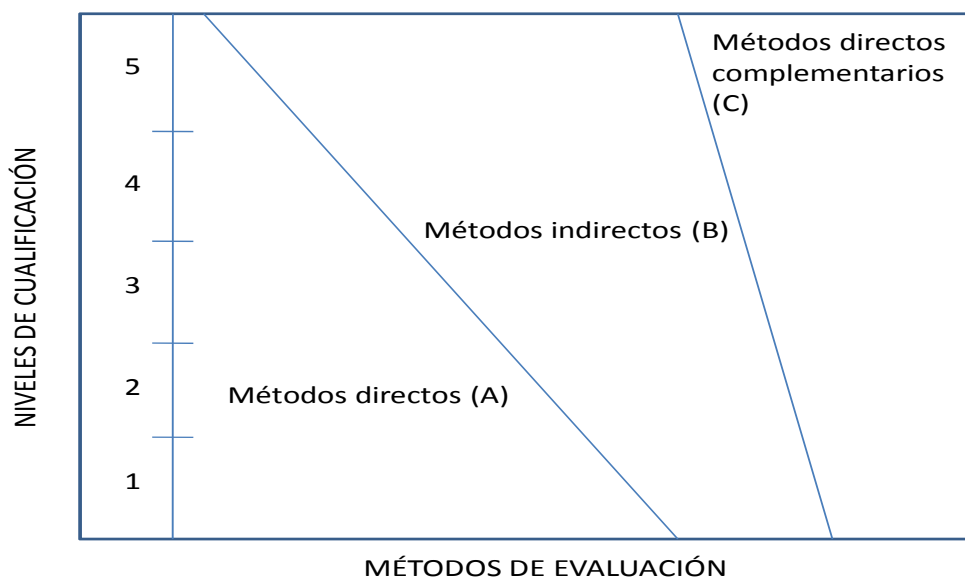 NIVELES DE CUALIFICACIÓN
5
4
3
2
1
Métodos directos
complementarios
(C)
Métodos indirectos (B)
Métodos directos (A)
MÉTODOS DE EVALUACIÓN